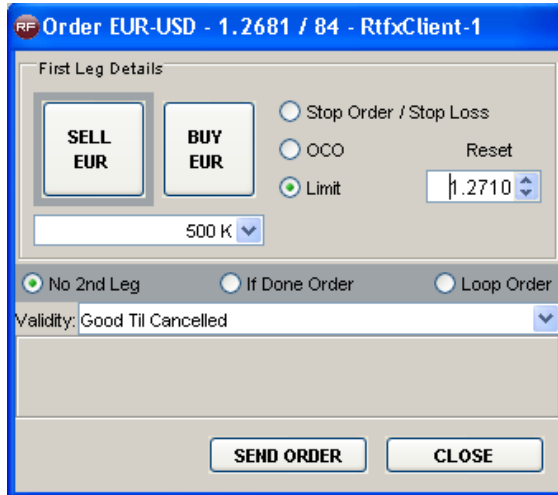 RF Order EUR-USD - 1.2681 / 84 - RtfxClient-1
First Leg Details
SELL EUR
BUY EUR
Stop Order / Stop Loss
OCO
Reset
Limit
1.2710
500 K
No 2nd Leg
If Done Order
Loop Order
Validity: Good Til Cancelled
SEND ORDER
CLOSE